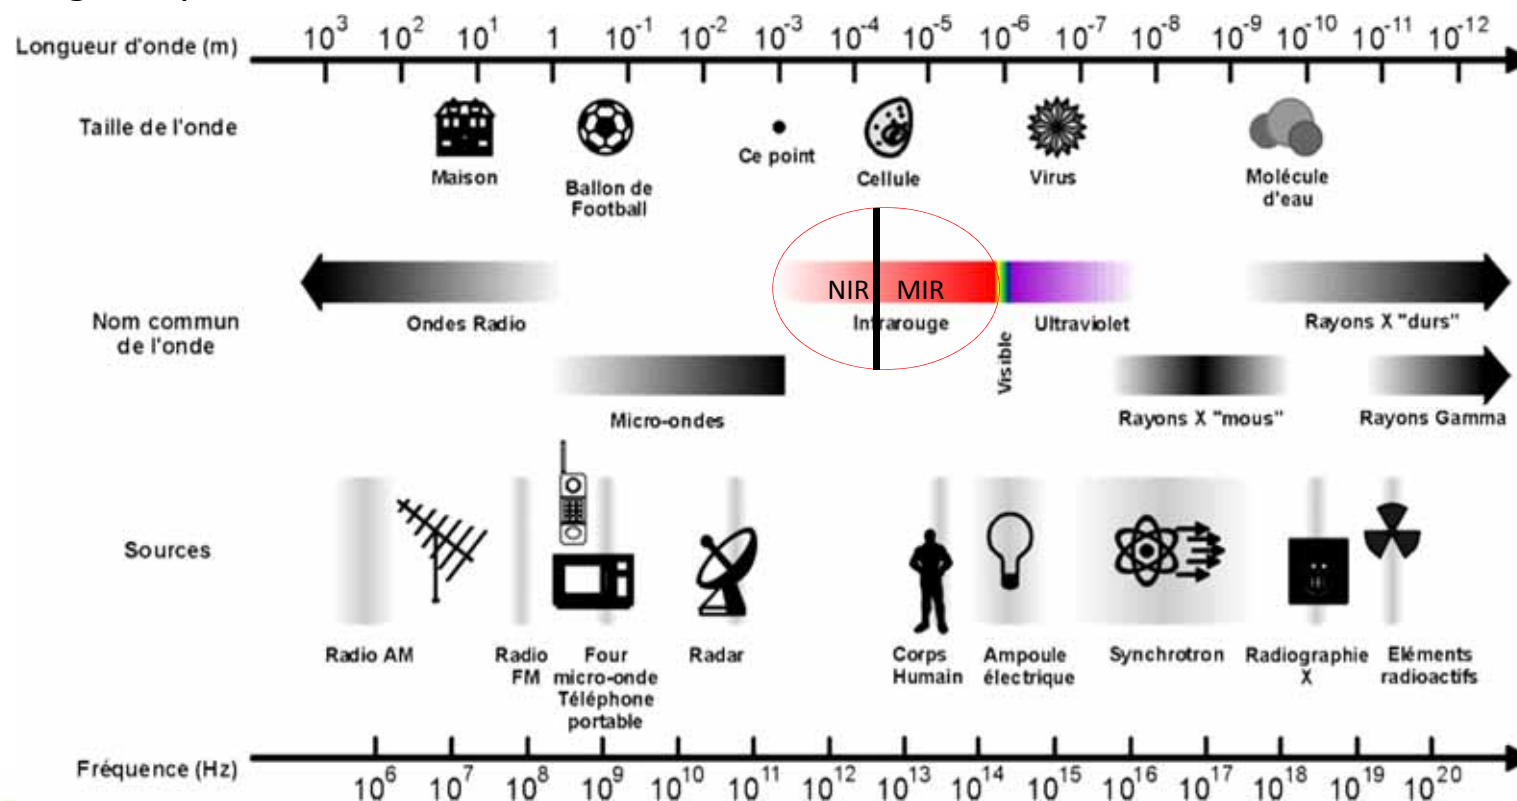 Longueur d'onde (m) 10³ 10² 10¹ 1 10⁻¹ 10⁻² 10⁻³ 10⁻⁴ 10⁻⁵ 10⁻⁶ 10⁻⁷ 10⁻⁸ 10⁻⁹ 10⁻¹⁰ 10⁻¹¹ 10⁻¹²
Taille de l'onde
Maison
Ballon de
Football
Ce point
Cellule
Virus
Molécule
d'eau
Nom commun
de l'onde
Ondes Radio
NIR MIR
Infrarouge
Visible
Ultraviolet
Rayons X "durs"
Micro-ondes
Rayons X "mous"
Rayons Gamma
Sources
Radio AM
Radio
FM
Four
micro-onde
Téléphone
portable
Radar
Corps
Humain
Ampoule
électrique
Synchrotron
Radiographie
X
Eléments
radioactifs
Fréquence (Hz) 10⁶ 10⁷ 10⁸ 10⁹ 10¹⁰ 10¹¹ 10¹² 10¹³ 10¹⁴ 10¹⁵ 10¹⁶ 10¹⁷ 10¹⁸ 10¹⁹ 10²⁰